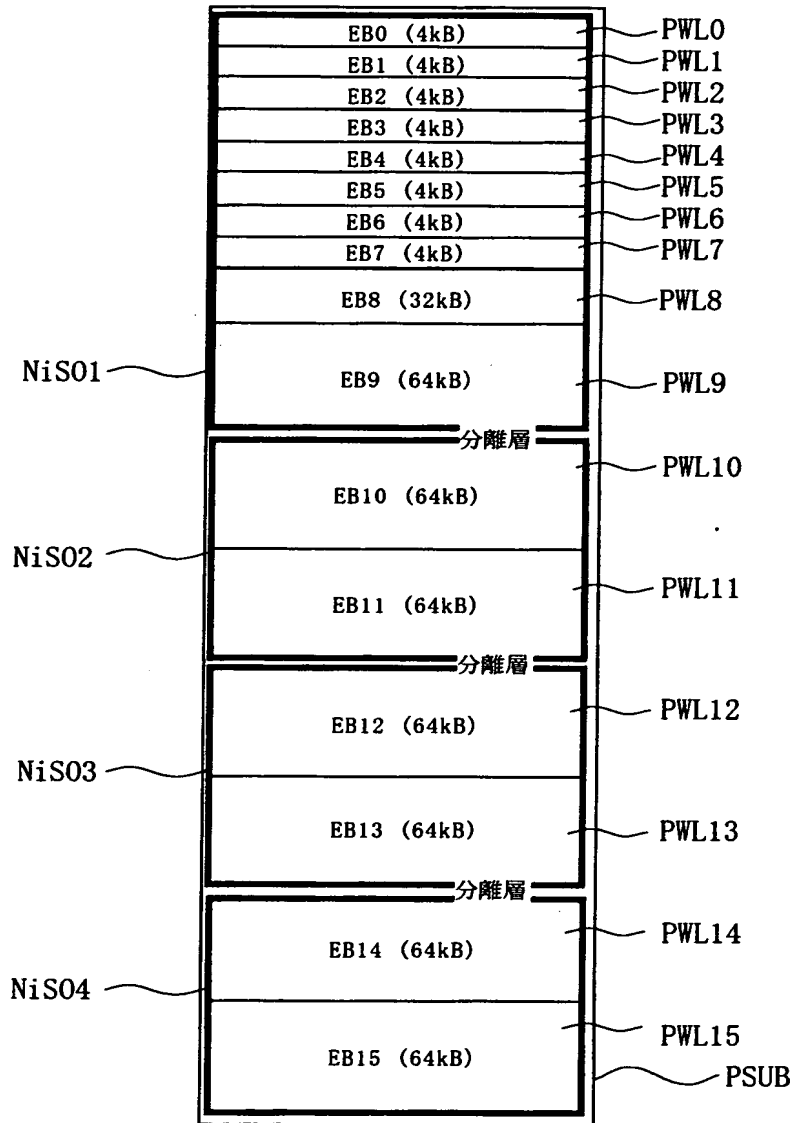 EB0 (4kB) PWL0
EB1 (4kB) PWL1
EB2 (4kB) PWL2
EB3 (4kB) PWL3
EB4 (4kB) PWL4
EB5 (4kB) PWL5
EB6 (4kB) PWL6
EB7 (4kB) PWL7
EB8 (32kB) PWL8
NiSO1
EB9 (64kB) PWL9
分離層
PWL10
EB10 (64kB)
NiSO2
PWL11
EB11 (64kB)
分離層
PWL12
EB12 (64kB)
NiSO3
EB13 (64kB) PWL13
分離層
PWL14
EB14 (64kB)
NiSO4
PWL15
EB15 (64kB)
PSUB